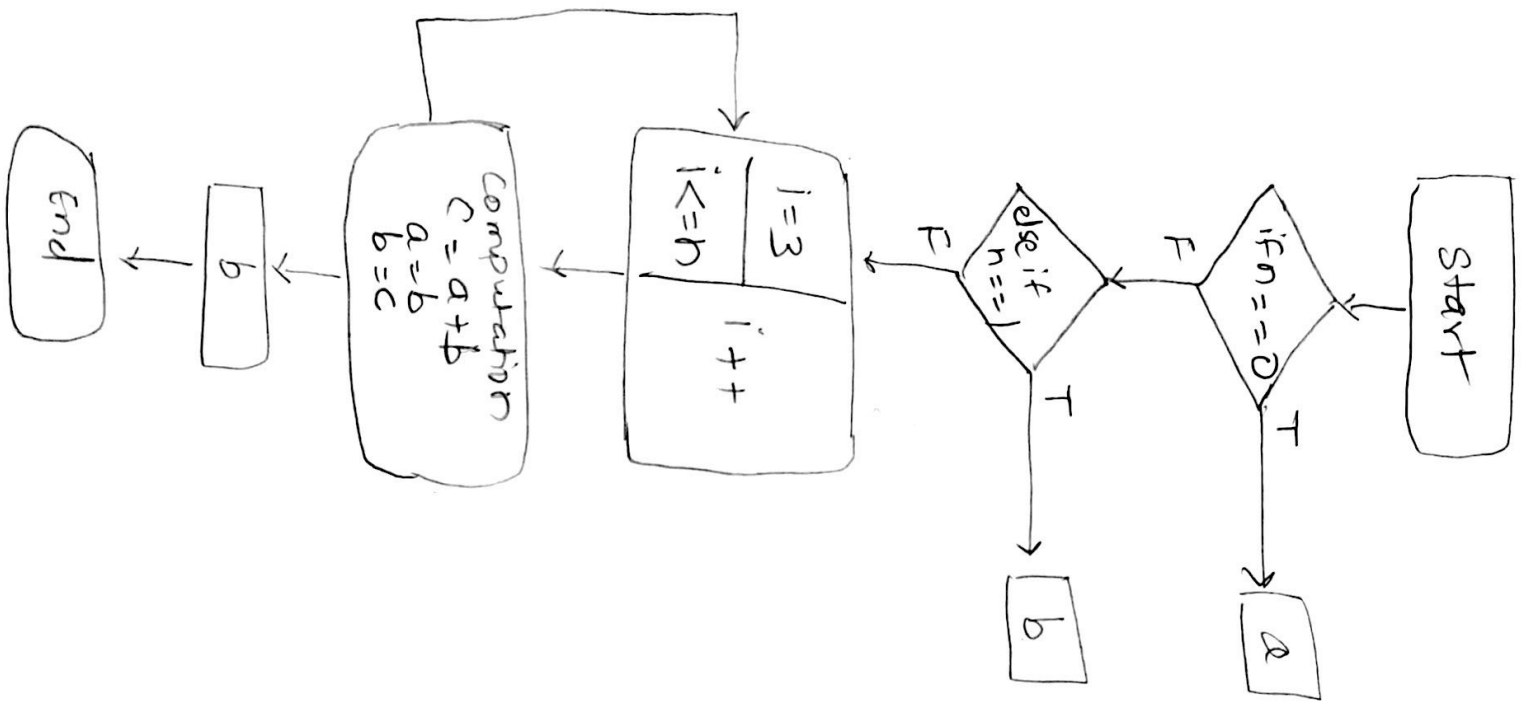 Start
if n==0
T
a
F
else if
n==1
T
b
F
i=3
i<=n
i++
computation
c=a+b
a=b
b=c
b
End